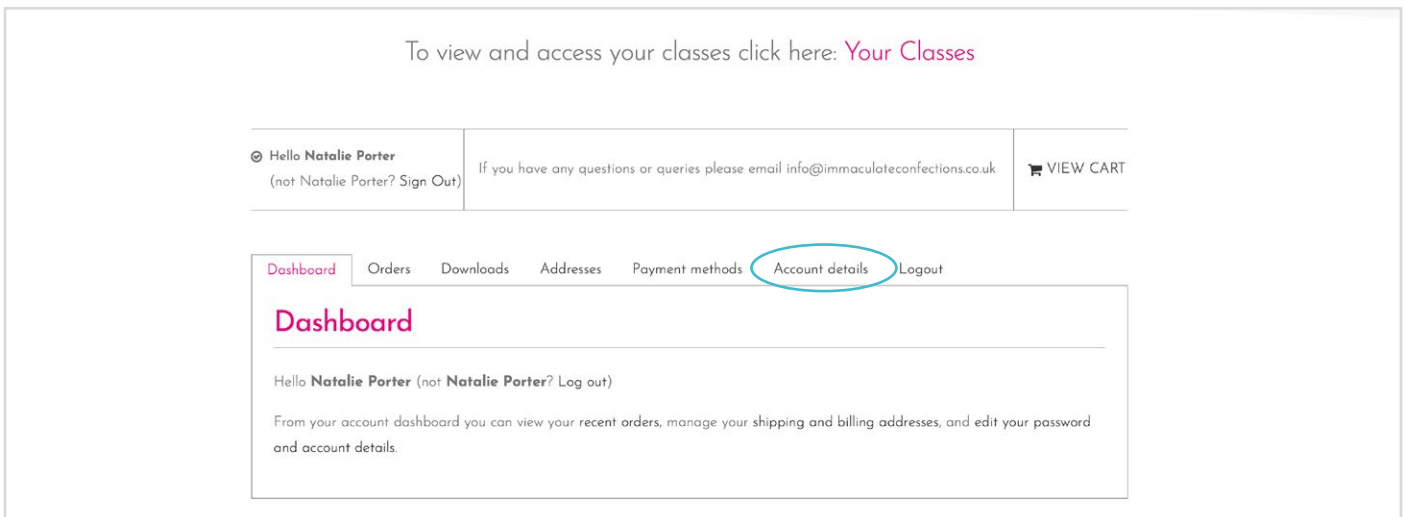 To view and access your classes click here: Your Classes
Hello Natalie Porter
(not Natalie Porter? Sign Out)
If you have any questions or queries please email info@immaculateconfections.co.uk
VIEW CART
Dashboard Orders Downloads Addresses Payment methods Account details Logout
Dashboard
Hello Natalie Porter (not Natalie Porter? Log out)
From your account dashboard you can view your recent orders, manage your shipping and billing addresses, and edit your password
and account details.